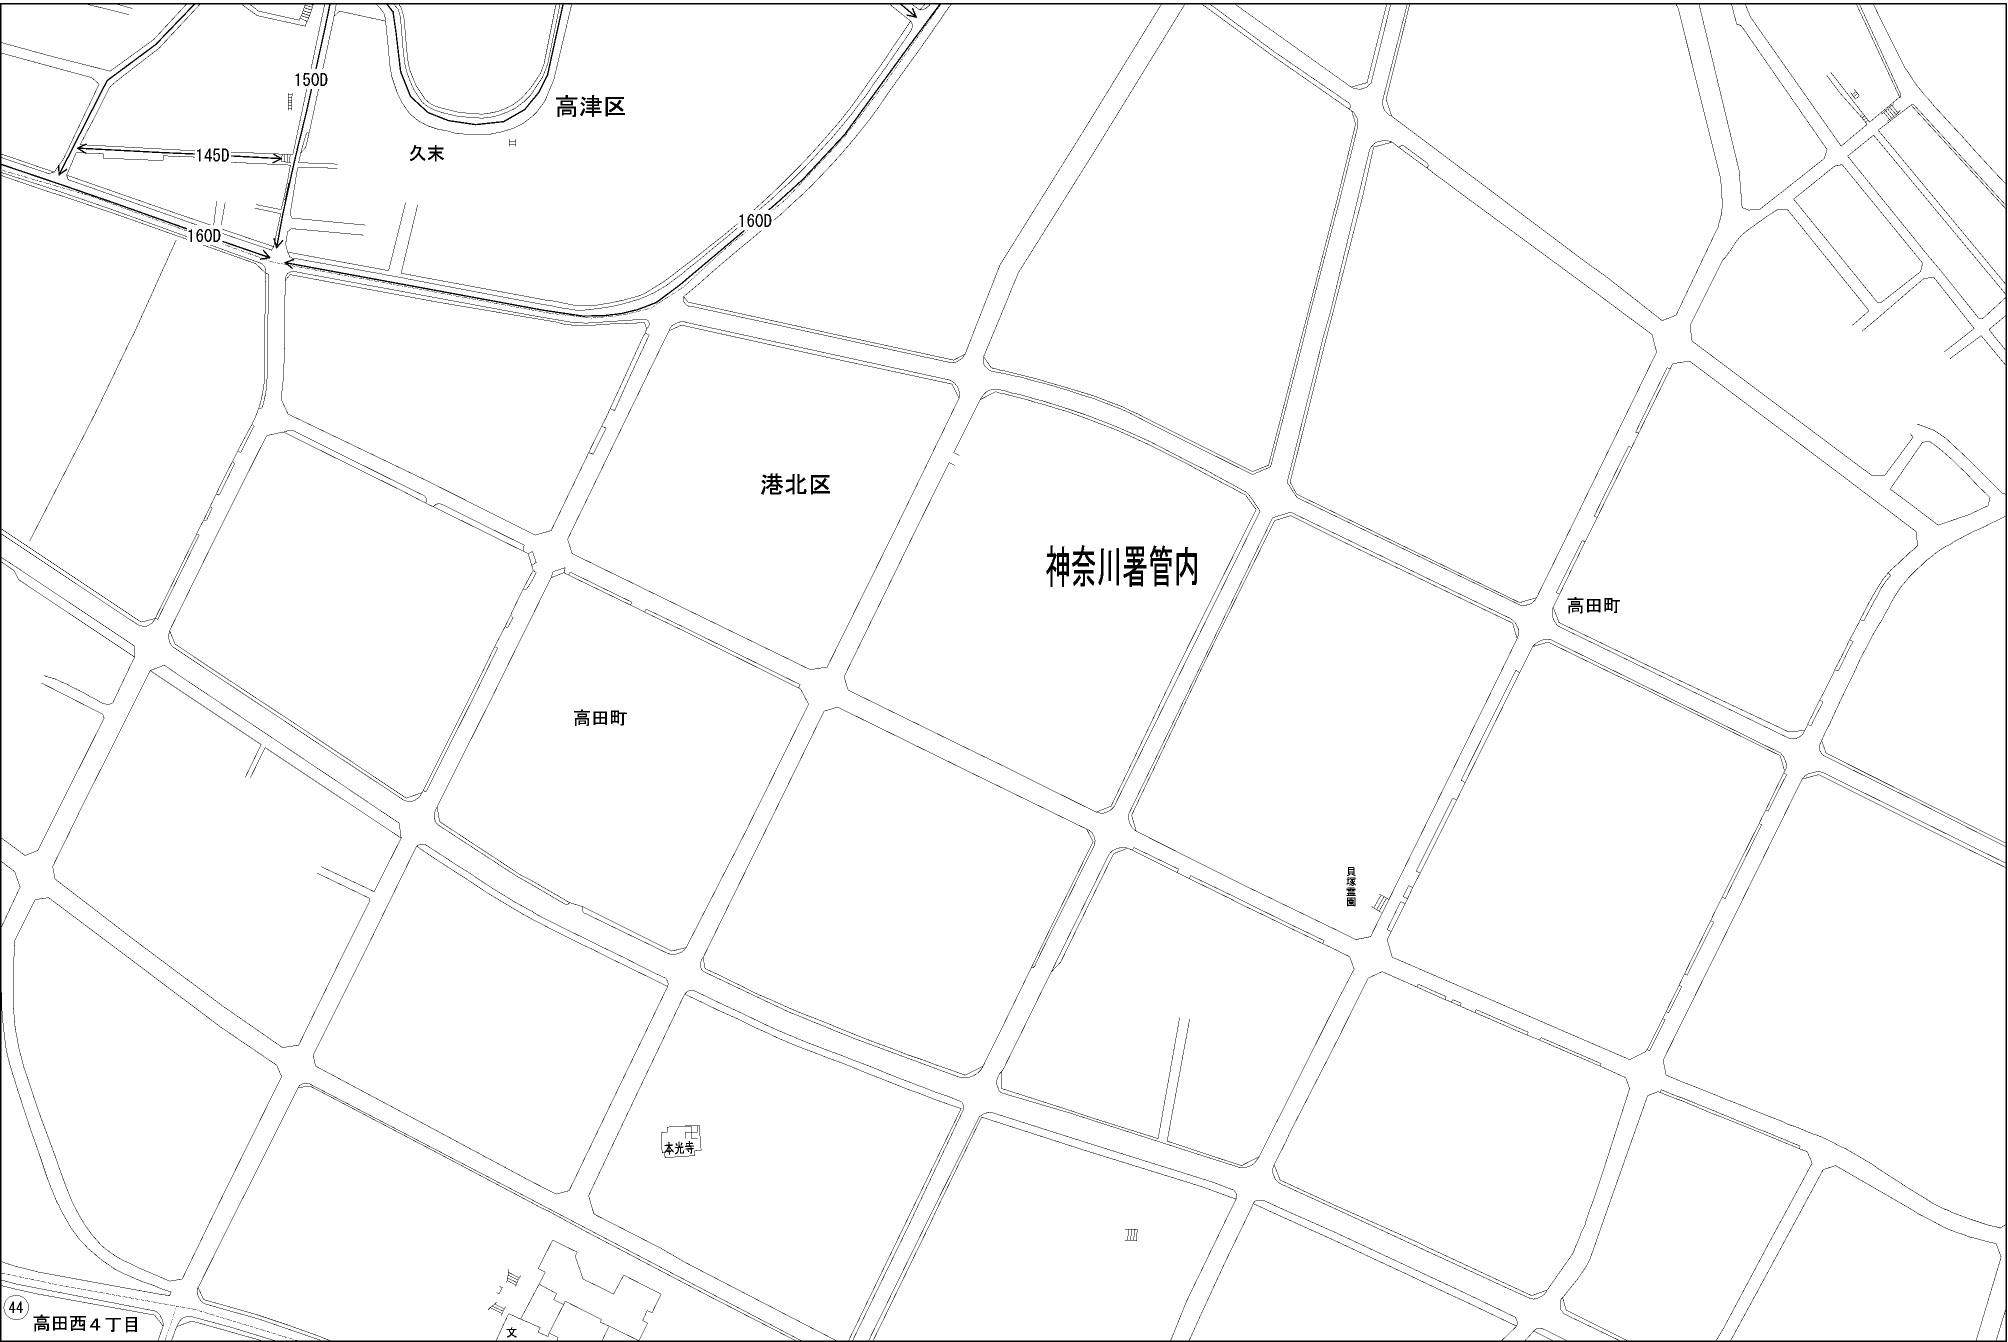 150D
高津区
久末
145D
160D
160D
港北区
神奈川署管内
高田町
高田町
貝塚霊園
本光寺
44
高田西4丁目
文